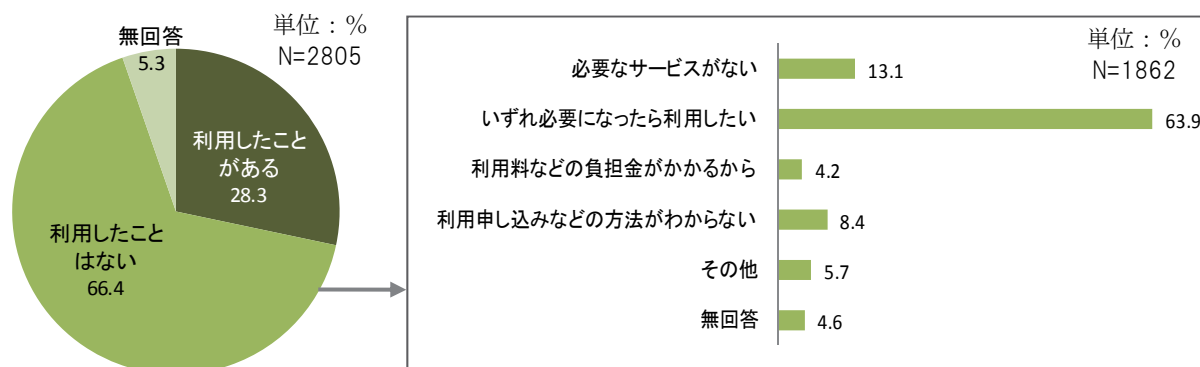 無回答
5.3
単位：%
N=2805
利用したこと
がある
28.3
利用したこと
はない
66.4
単位：%
N=1862
必要なサービスがない
13.1
いずれ必要になったら利用したい
63.9
利用料などの負担金がかかるから
4.2
利用申し込みなどの方法がわからない
8.4
その他
5.7
無回答
4.6